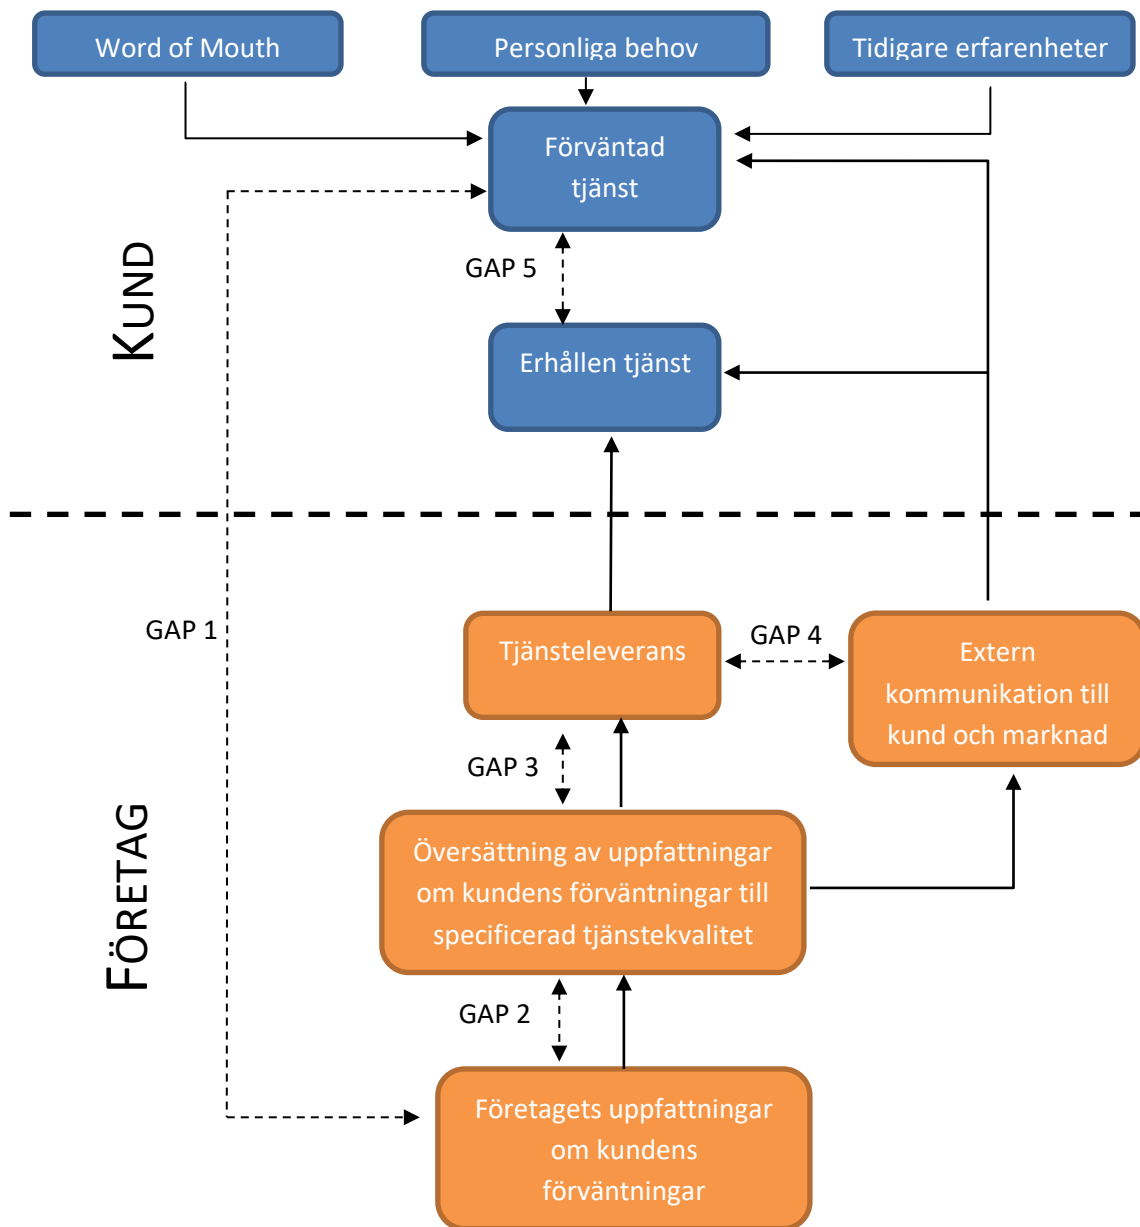 Word of Mouth
Personliga behov
Tidigare erfarenheter
Förväntad
tjänst
GAP 5
KUND
Erhållen tjänst
GAP 1
Tjänsteleverans
GAP 4
Extern
kommunikation till
kund och marknad
GAP 3
FÖRETAG
Översättning av uppfattningar
om kundens förväntningar till
specificerad tjänstekvalitet
GAP 2
Företagets uppfattningar
om kundens
förväntningar